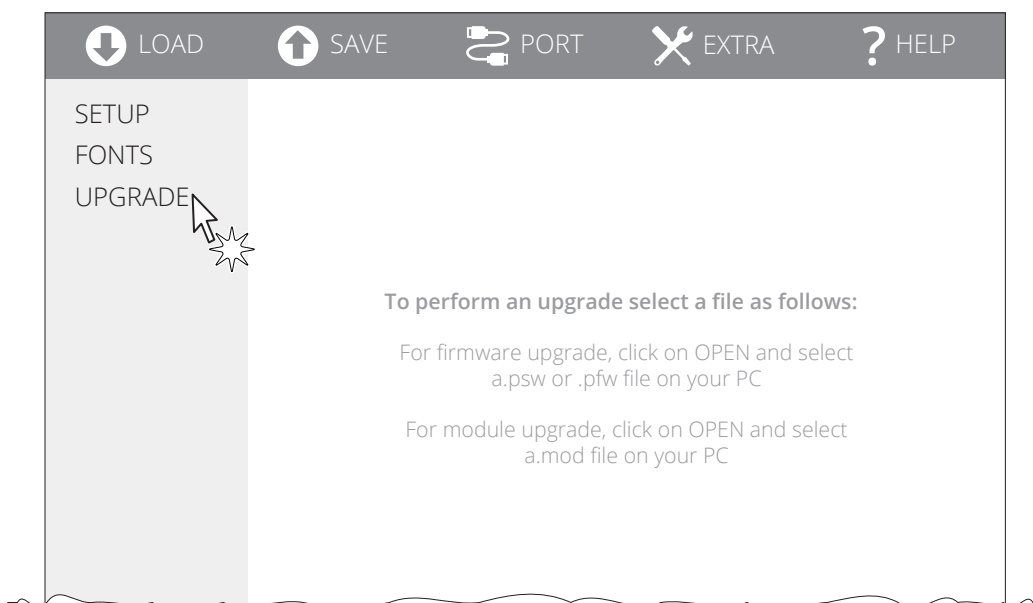 LOAD SAVE PORT EXTRA ? HELP
SETUP
FONTS
UPGRADE
To perform an upgrade select a file as follows:
For firmware upgrade, click on OPEN and select
a.psw or .pfw file on your PC
For module upgrade, click on OPEN and select
a.mod file on your PC